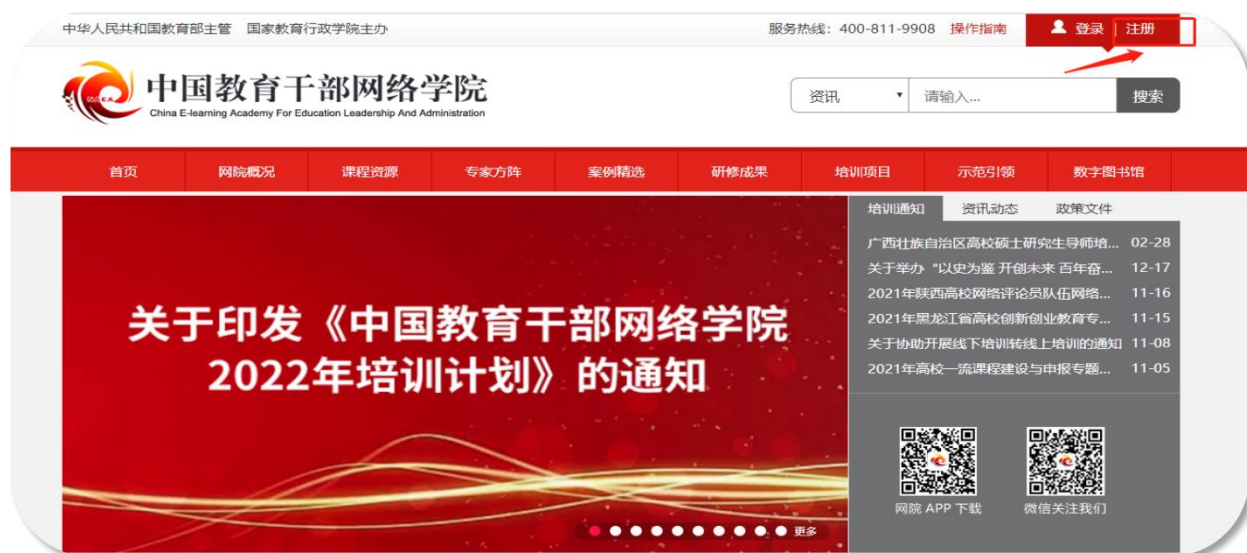 中华人民共和国教育部主管 国家教育行政学院主办
服务热线：400-811-9908 操作指南 登录 | 注册
NAEA
中国教育干部网络学院
China E-learning Academy For Education Leadership And Administration
资讯 请输入... 搜索
首页 网院概况 课程资源 专家方阵 案例精选 研修成果 培训项目 示范引领 数字图书馆
关于印发《中国教育干部网络学院
2022年培训计划》的通知
更多
培训通知 资讯动态 政策文件
广西壮族自治区高校硕士研究生导师培... 02-28
关于举办“以史为鉴 开创未来 百年奋... 12-17
2021年陕西高校网络评论员队伍网络... 11-16
2021年黑龙江省高校创新创业教育专... 11-15
关于协助开展线下培训转线上培训的通知 11-08
2021年高校一流课程建设与申报专题... 11-05
网院 APP 下载 微信关注我们